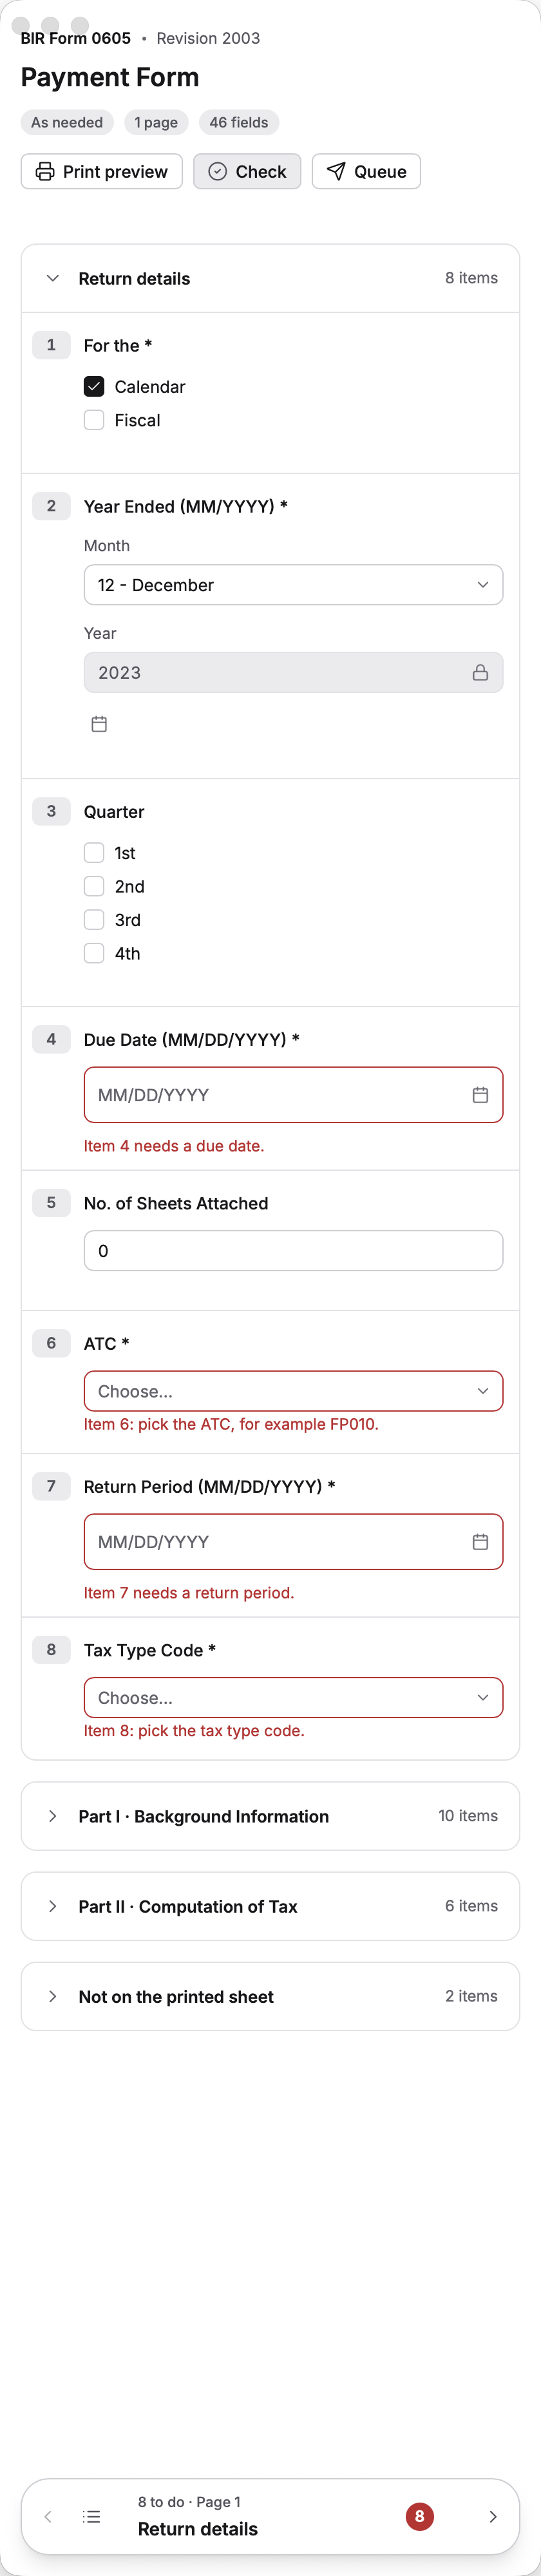 BIR Form 0605 • Revision 2003
Payment Form
As needed 1 page 46 fields
Print preview Check Queue
Return details 8 items
1 For the *
Calendar
Fiscal
2 Year Ended (MM/YYYY) *
Month
12 - December
Year
2023
3 Quarter
1st
2nd
3rd
4th
4 Due Date (MM/DD/YYYY) *
MM/DD/YYYY
Item 4 needs a due date.
5 No. of Sheets Attached
0
6 ATC *
Choose...
Item 6: pick the ATC, for example FP010.
7 Return Period (MM/DD/YYYY) *
MM/DD/YYYY
Item 7 needs a return period.
8 Tax Type Code *
Choose...
Item 8: pick the tax type code.
Part I · Background Information 10 items
Part II · Computation of Tax 6 items
Not on the printed sheet 2 items
8 to do · Page 1
Return details 8